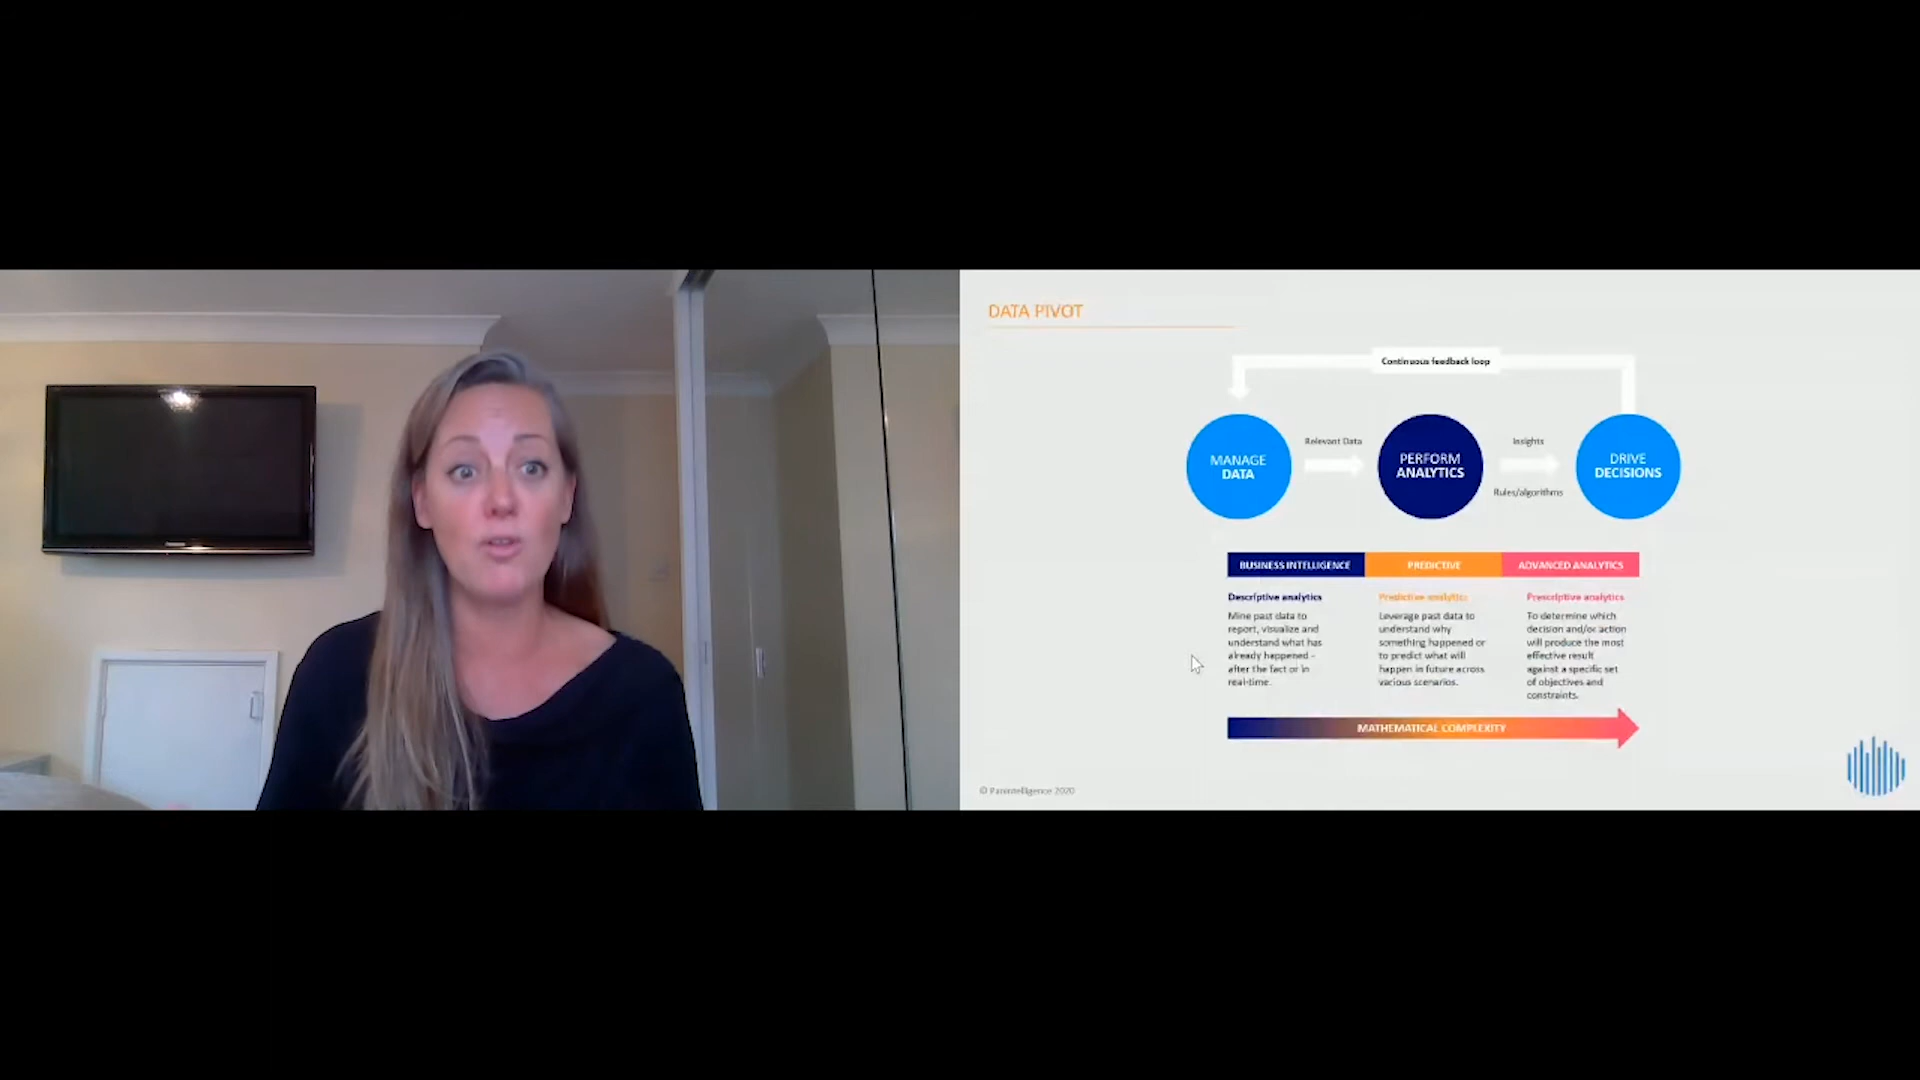 DATA PIVOT
Continuous feedback loop
MANAGE
DATA
Relevant Data
PERFORM
ANALYTICS
Insights
Rules/algorithms
DRIVE
DECISIONS
BUSINESS INTELLIGENCE
PREDICTIVE
ADVANCED ANALYTICS
Descriptive analytics
Mine past data to
report, visualize and
understand what has
already happened -
after the fact or in
real-time.
Predictive analytics
Leverage past data to
understand why
something happened or
to predict what will
happen in future across
various scenarios.
Prescriptive analytics
To determine which
decision and/or action
will produce the most
effective result
against a specific set
of objectives and
constraints.
MATHEMATICAL COMPLEXITY
© Panintelligence 2020